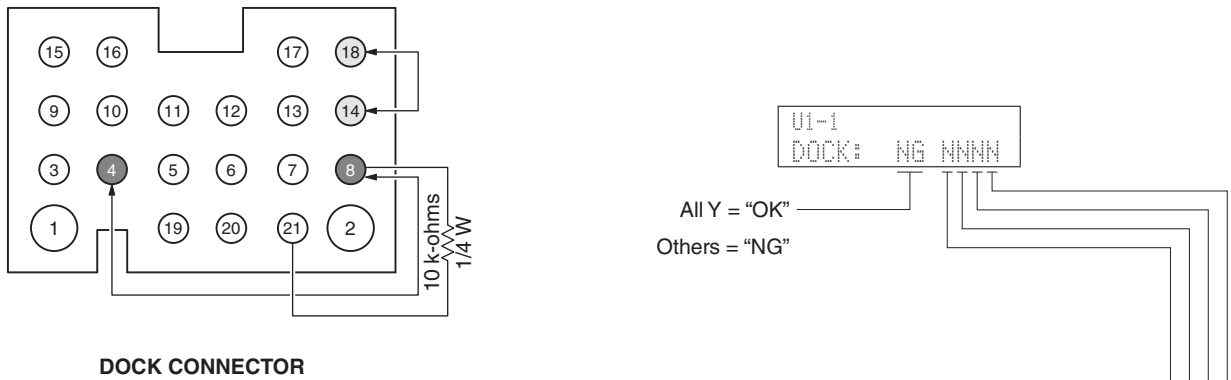 15 16 17 18
9 10 11 12 13 14
3 4 5 6 7 8
1 19 20 21 2
10 k-ohms
1/4 W
DOCK CONNECTOR
U1-1
DOCK: NG NNNN
All Y = “OK”
Others = “NG”